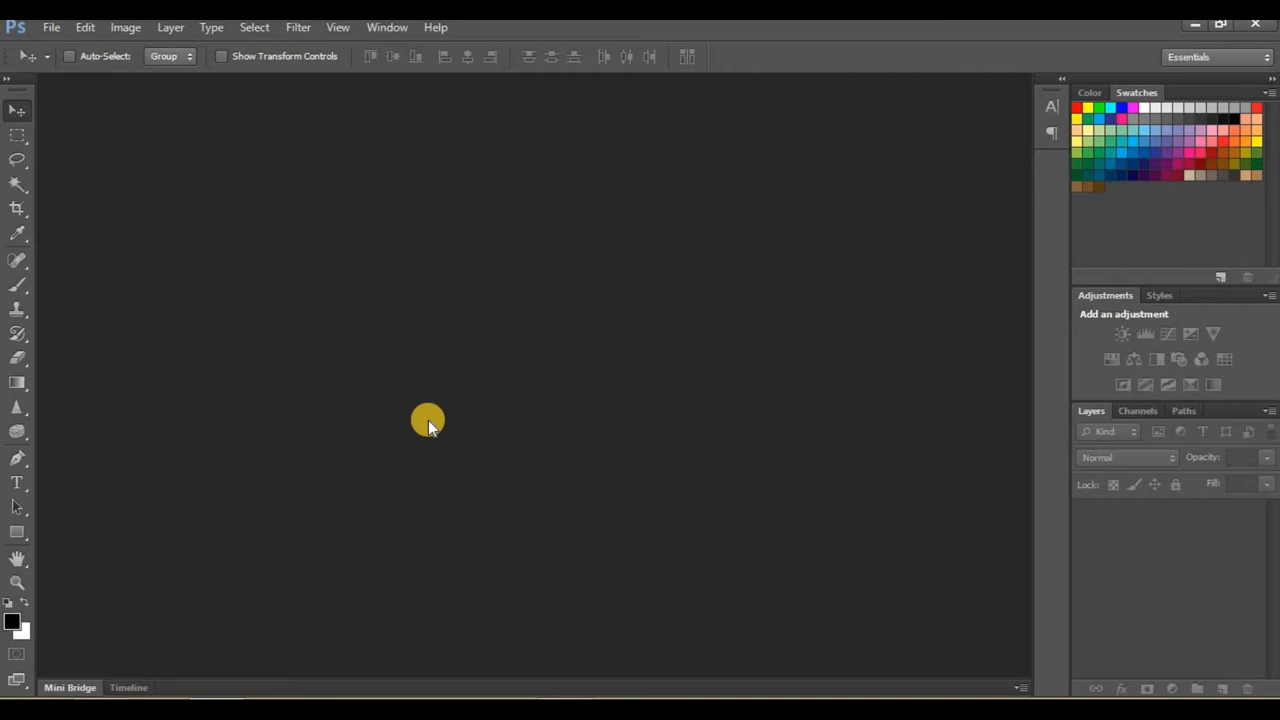 Ps File Edit Image Layer Type Select Filter View Window Help
Auto-Select: Group Show Transform Controls Essentials
Color Swatches
A
Adjustments Styles
Add an adjustment
Layers Channels Paths
Kind T
Normal Opacity:
Lock: Fill:
T
fx
Mini Bridge Timeline